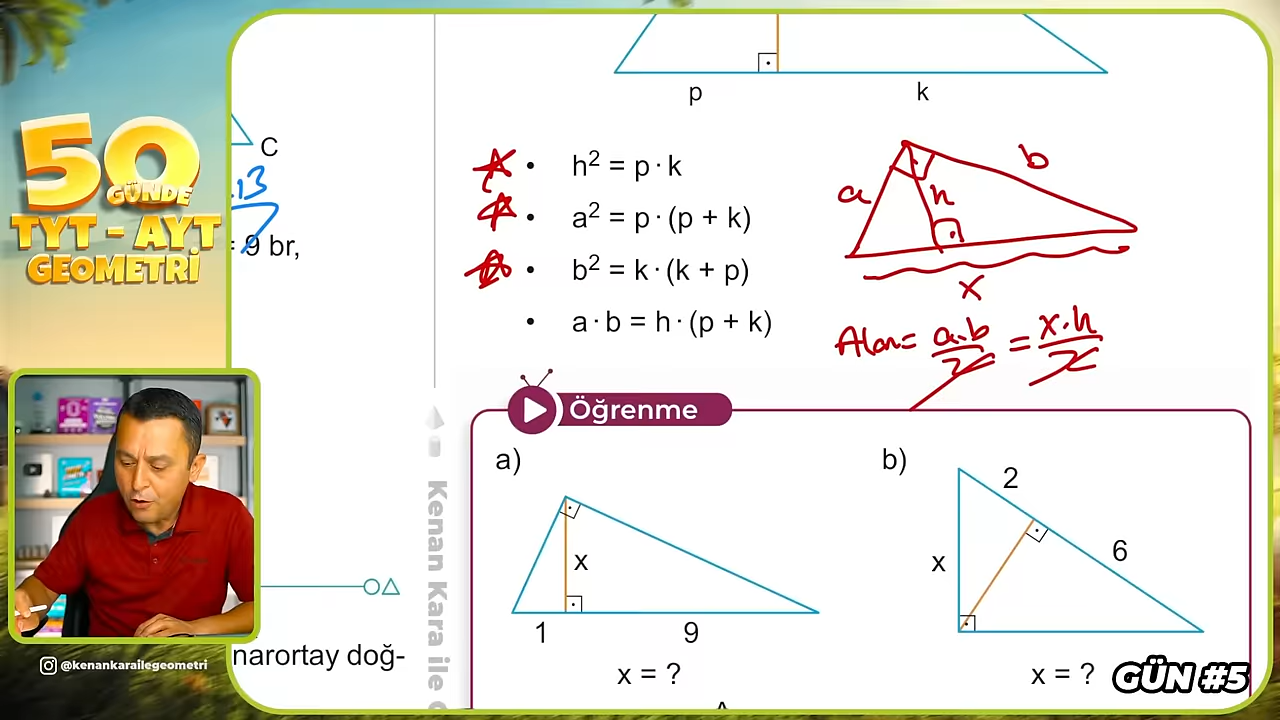 50
GÜNDE
TYT - AYT
GEOMETRİ
C
.13
= 9 br,
narortay doğ-
@kenankarailegeometri
Kenan Kara ile
p
k
• h² = p · k
• a² = p · (p + k)
• b² = k · (k + p)
• a · b = h · (p + k)
a
h
b
x
Alan = a.b/2 = x.h/2
Öğrenme
a)
x
1
9
x = ?
b)
2
x
6
x = ?
GÜN #5